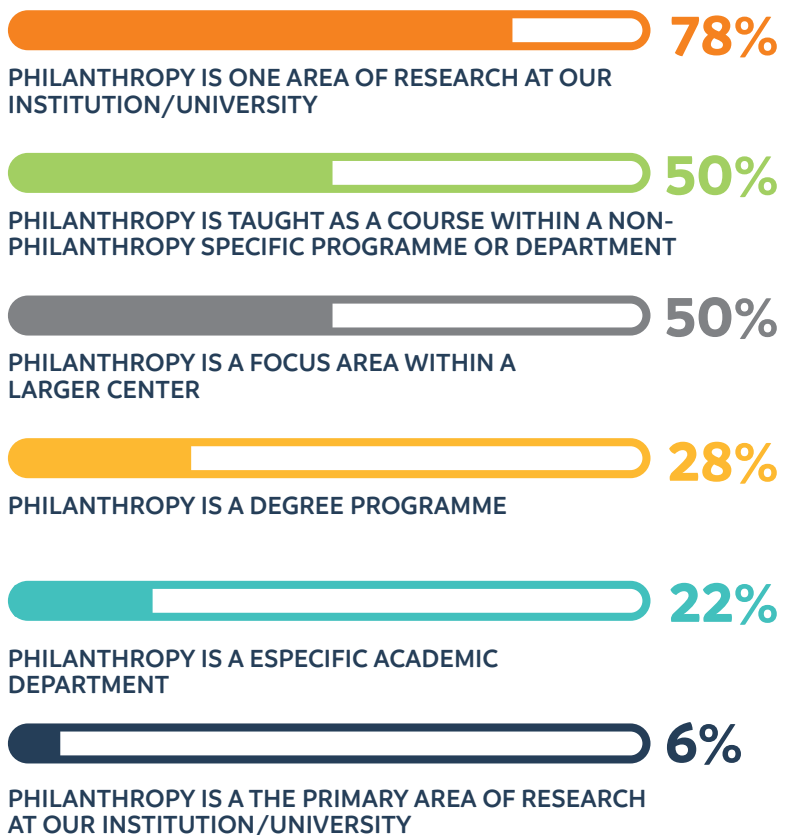 78%
PHILANTHROPY IS ONE AREA OF RESEARCH AT OUR
INSTITUTION/UNIVERSITY
50%
PHILANTHROPY IS TAUGHT AS A COURSE WITHIN A NON-
PHILANTHROPY SPECIFIC PROGRAMME OR DEPARTMENT
50%
PHILANTHROPY IS A FOCUS AREA WITHIN A
LARGER CENTER
28%
PHILANTHROPY IS A DEGREE PROGRAMME
22%
PHILANTHROPY IS A ESPECIFIC ACADEMIC
DEPARTMENT
6%
PHILANTHROPY IS A THE PRIMARY AREA OF RESEARCH
AT OUR INSTITUTION/UNIVERSITY